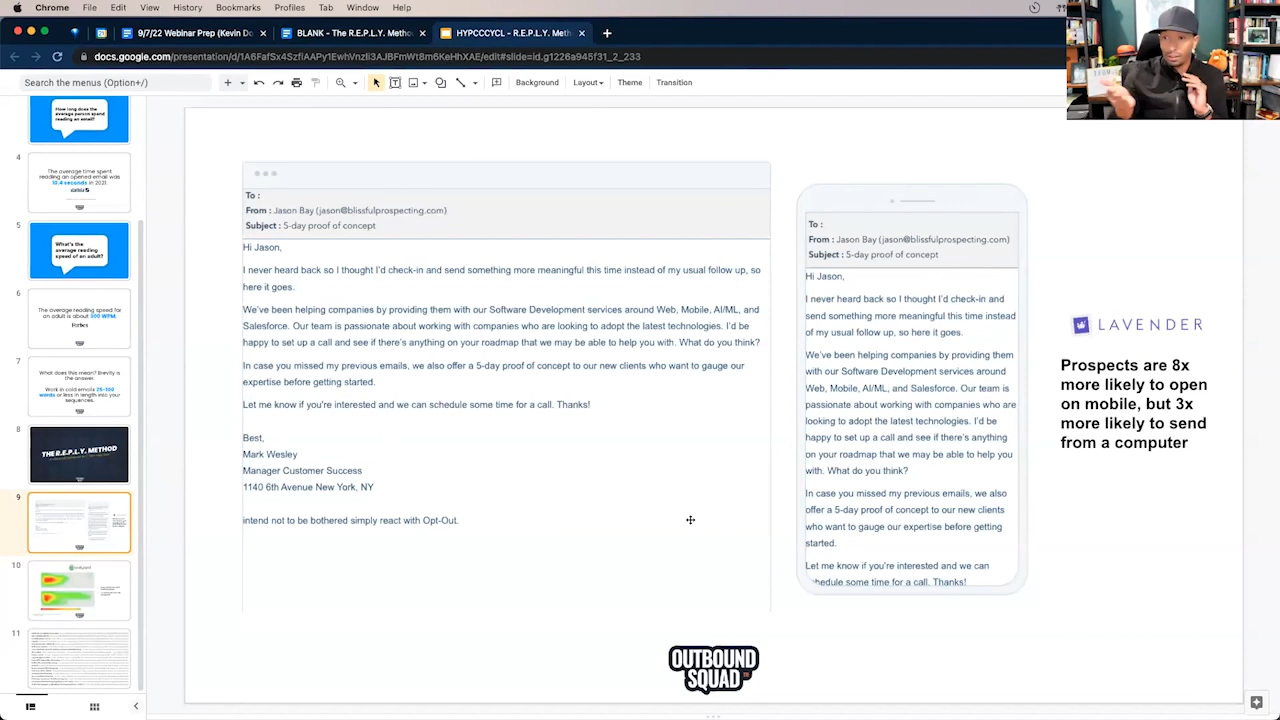 Chrome File Edit View History Bookmarks Profiles Tab Window Help
9/7/22 Webinar Prep (Kevin Do
BLANK - The R.E.P.L.Y. Meth
HYPCCCYCL - R.E.P.L.Y. Meth
docs.google.com/presentation/d/1A6FafSx4SzfiAAPy1EwhVnzli3AJBFmWt8m6KeHhXAE/edit#slide=id.g1226a945f31_2_233
Search the menus (Option+/)
Background Layout Theme Transition
How long does the
average person spend
reading an email?
4
The average time spent
reading an opened email was
10.4 seconds in 2021.
5
What's the
average reading
speed of an adult?
6
The average reading speed for
an adult is about 300 WPM.
Forbes
7
What does this mean? Brevity is
the answer.
Work in cold emails 25-100
words or less in length into your
sequences.
8
THE R.E.P.L.Y. METHOD
9
10
11
To :
From : Jason Bay (jason@blissfulprospecting.com)
Subject : 5-day proof of concept
Hi Jason,
I never heard back so I thought I'd check-in and send something more meaningful this time instead of my usual follow up, so
here it goes.
We've been helping companies by providing them with our Software Development services around Web, Mobile, AI/ML, and
Salesforce. Our team is passionate about working with companies who are looking to adopt the latest technologies. I'd be
happy to set up a call and see if there's anything on your roadmap that we may be able to help you with. What do you think?
In case you missed my previous emails, we also offer a 5-day proof of concept to our new clients who want to gauge our
expertise before getting started.
Let me know if you're interested and we can schedule some time for a call. Thanks!
Best,
Mark Wesley
Manager Customer Success
1140 6th Avenue New York, NY
intend not to be bothered simply react with Opt-Out.
To :
From : Jason Bay (jason@blissfulprospecting.com)
Subject : 5-day proof of concept
Hi Jason,
I never heard back so I thought I'd check-in and
send something more meaningful this time instead
of my usual follow up, so here it goes.
We've been helping companies by providing them
with our Software Development services around
Web, Mobile, AI/ML, and Salesforce. Our team is
passionate about working with companies who are
looking to adopt the latest technologies. I'd be
happy to set up a call and see if there's anything
on your roadmap that we may be able to help you
with. What do you think?
In case you missed my previous emails, we also
offer a 5-day proof of concept to our new clients
who want to gauge our expertise before getting
started.
Let me know if you're interested and we can
schedule some time for a call. Thanks!
LAVENDER
Prospects are 8x
more likely to open
on mobile, but 3x
more likely to send
from a computer
OUTBOUND
SQUAD